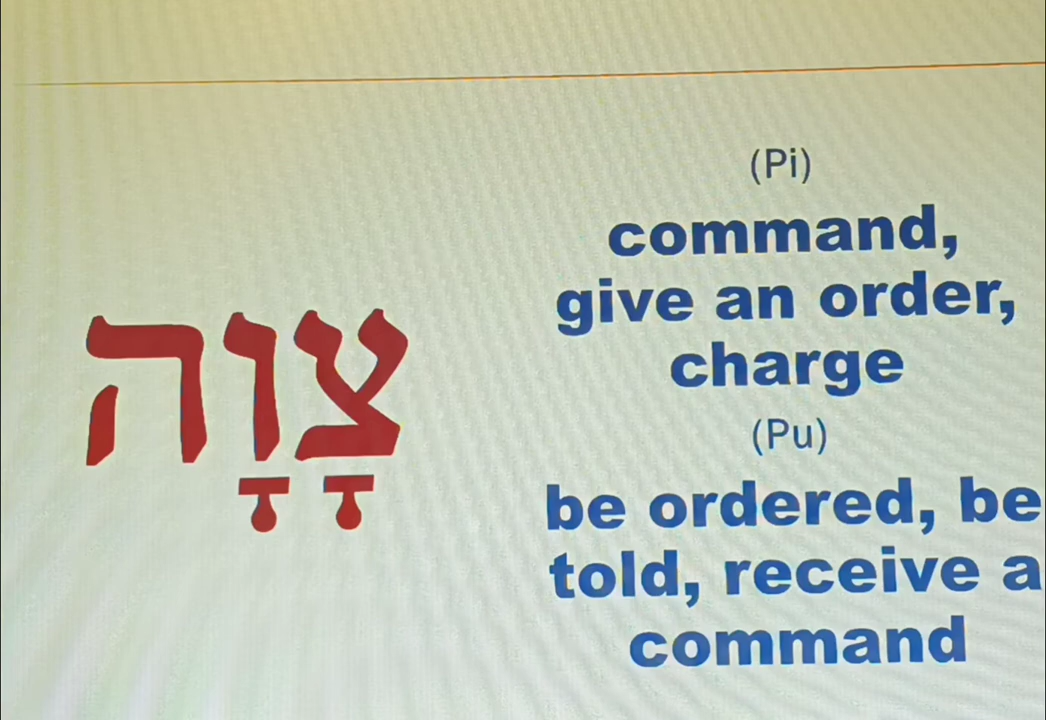 צָוָה
(Pi)
command,
give an order,
charge
(Pu)
be ordered, be
told, receive a
command